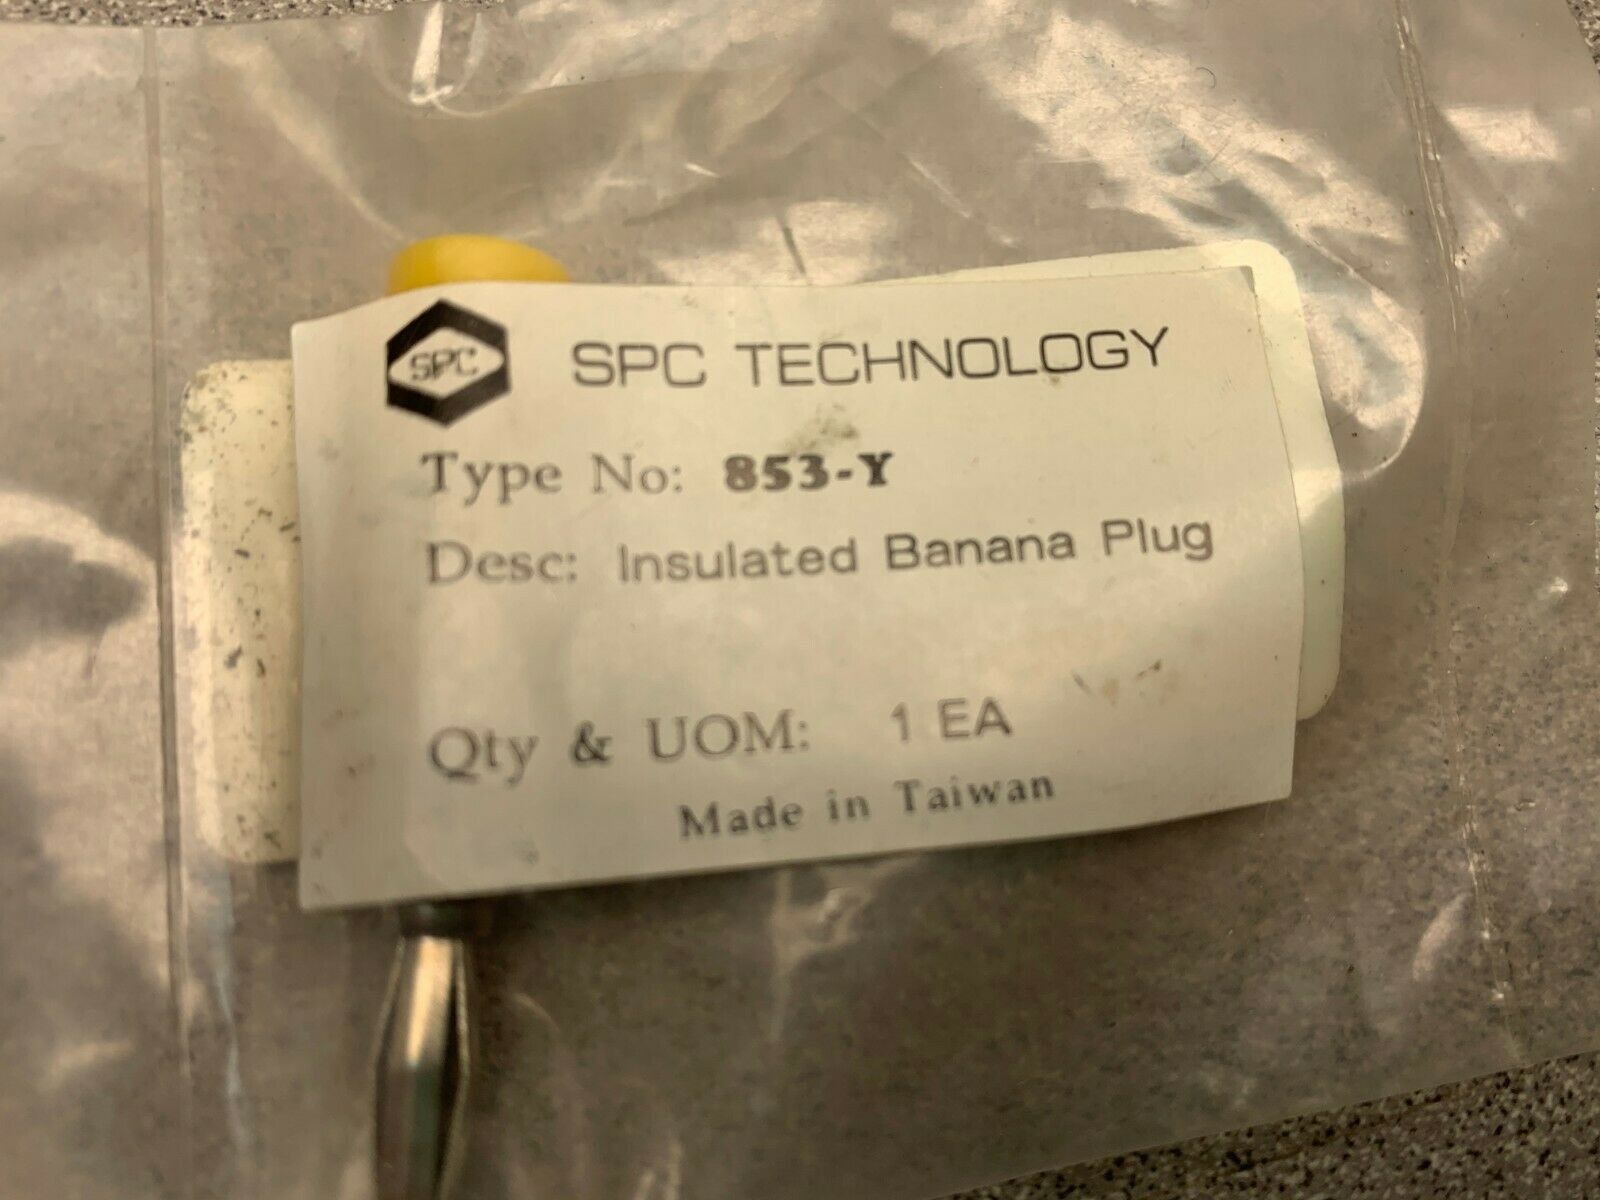 SPC
SPC TECHNOLOGY
Type No: 853-Y
Desc: Insulated Banana Plug
Qty & UOM: 1 EA
Made in Taiwan